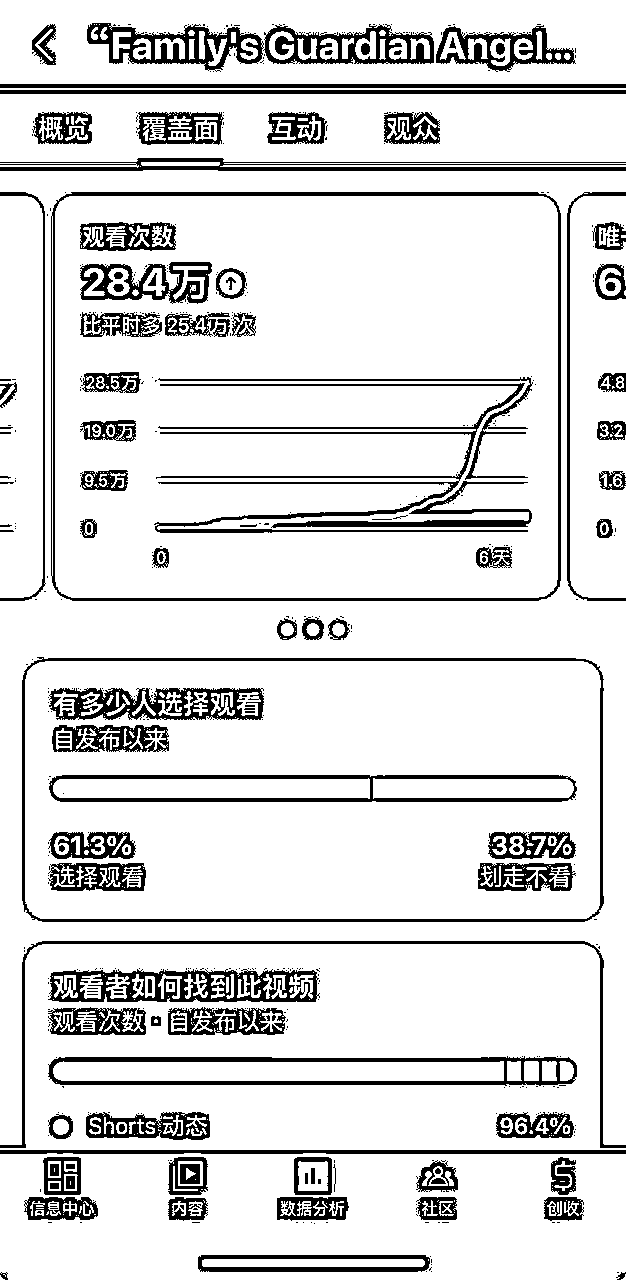 “Family's Guardian Angel...
概览 覆盖面 互动 观众
观看次数
28.4万
比平时多 25.4万 次
28.5万
19.0万
9.5万
0
0 6 天
唯
6
4.8
3.2
1.6
0
有多少人选择观看
自发布以来
61.3% 38.7%
选择观看 划走不看
观看者如何找到此视频
观看次数 · 自发布以来
Shorts 动态 96.4%
信息中心 内容 数据分析 社区 创收